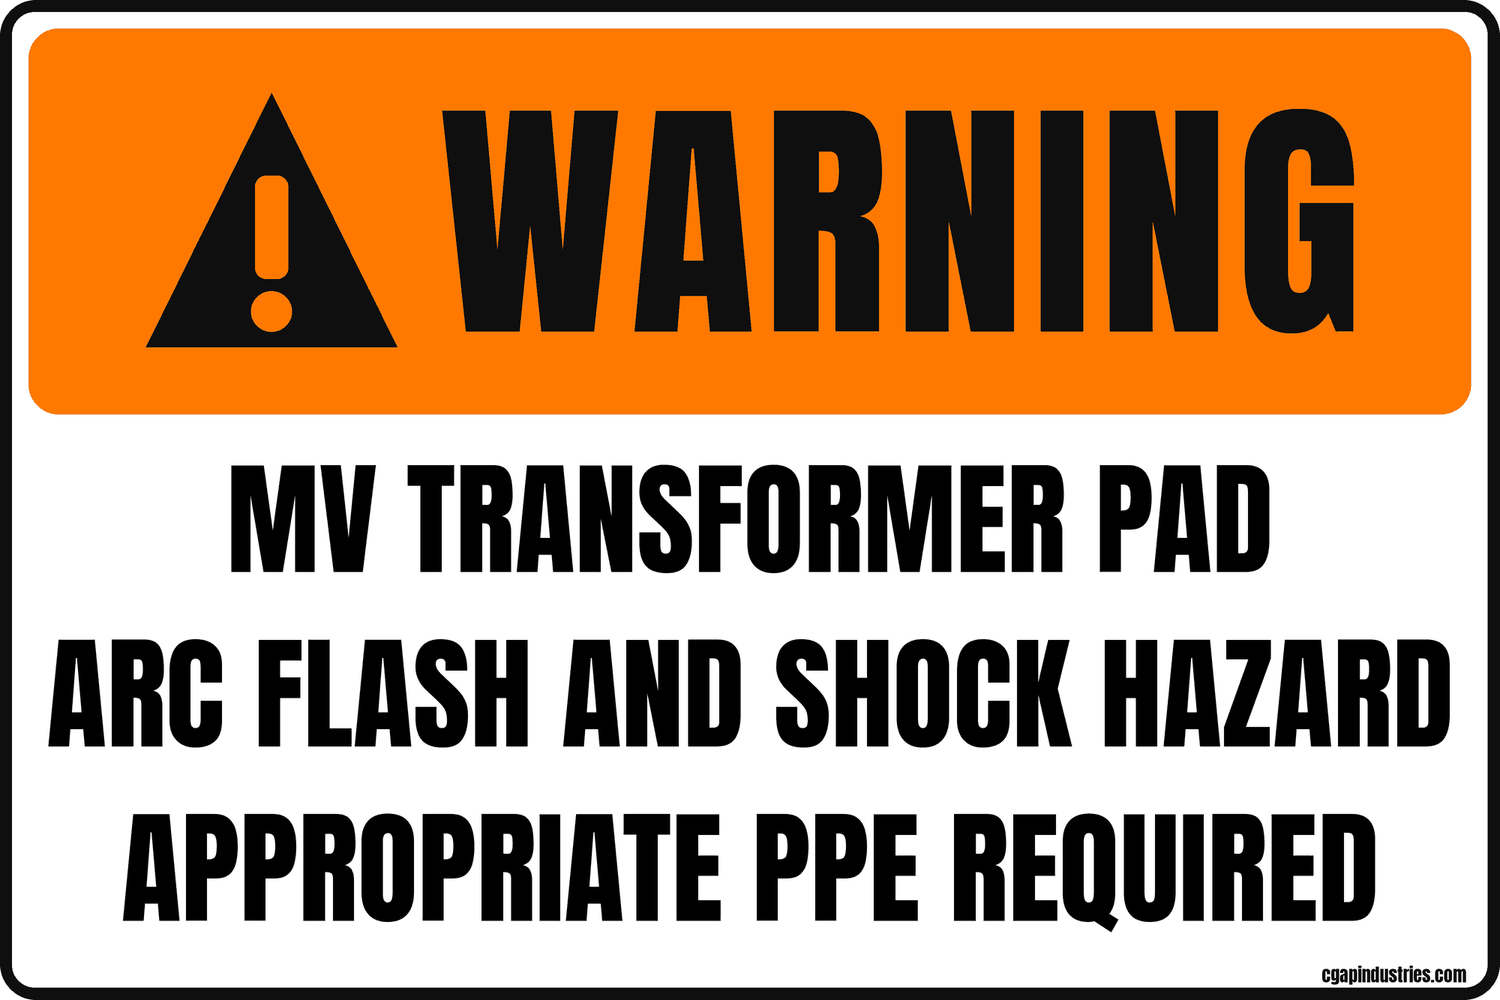 WARNING
MV TRANSFORMER PAD
ARC FLASH AND SHOCK HAZARD
APPROPRIATE PPE REQUIRED
cgapindustries.com